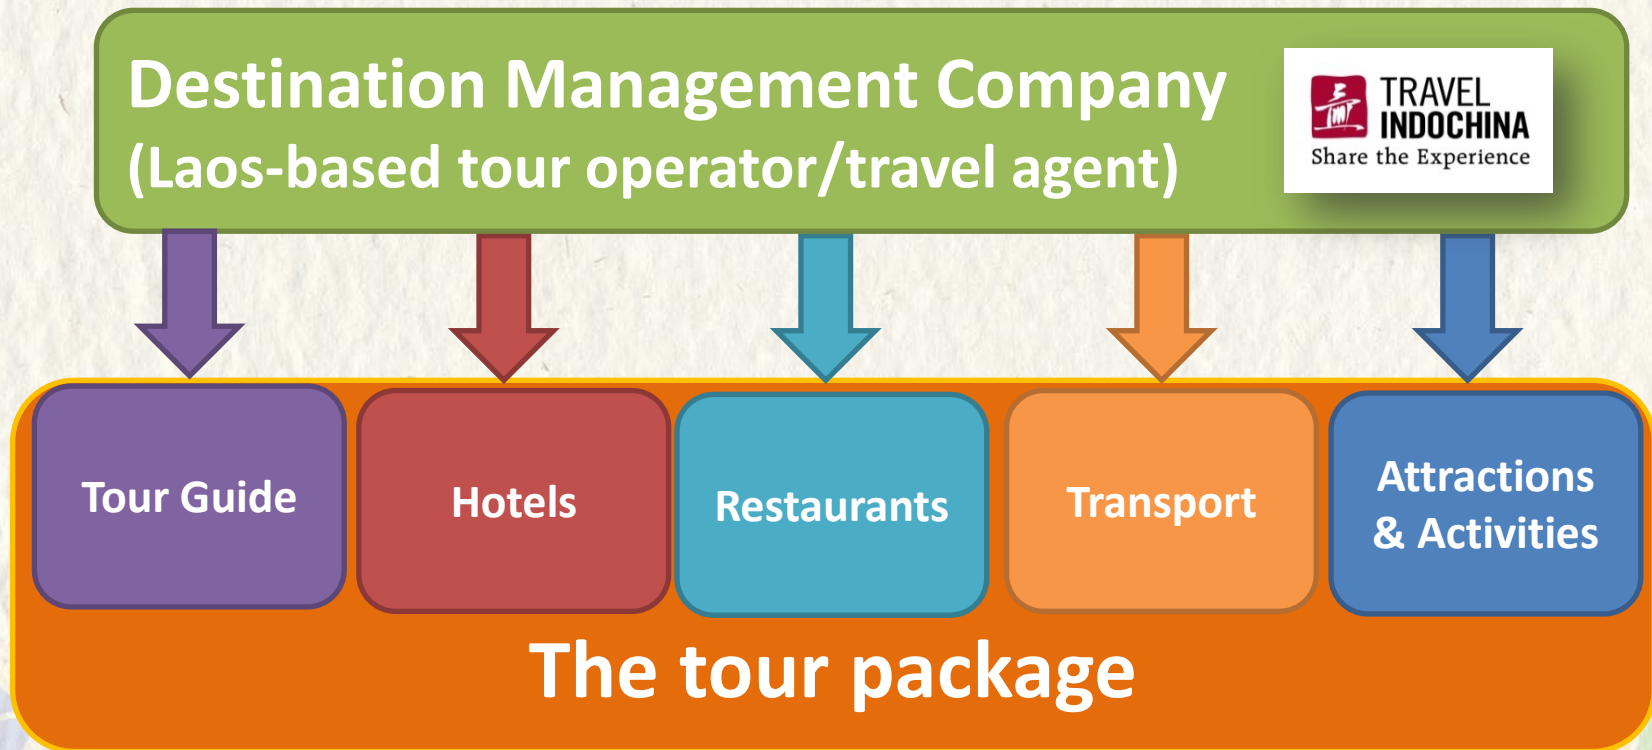 Destination Management Company
(Laos-based tour operator/travel agent)
TRAVEL
INDOCHINA
Share the Experience
Tour Guide
Hotels
Restaurants
Transport
Attractions
& Activities
The tour package